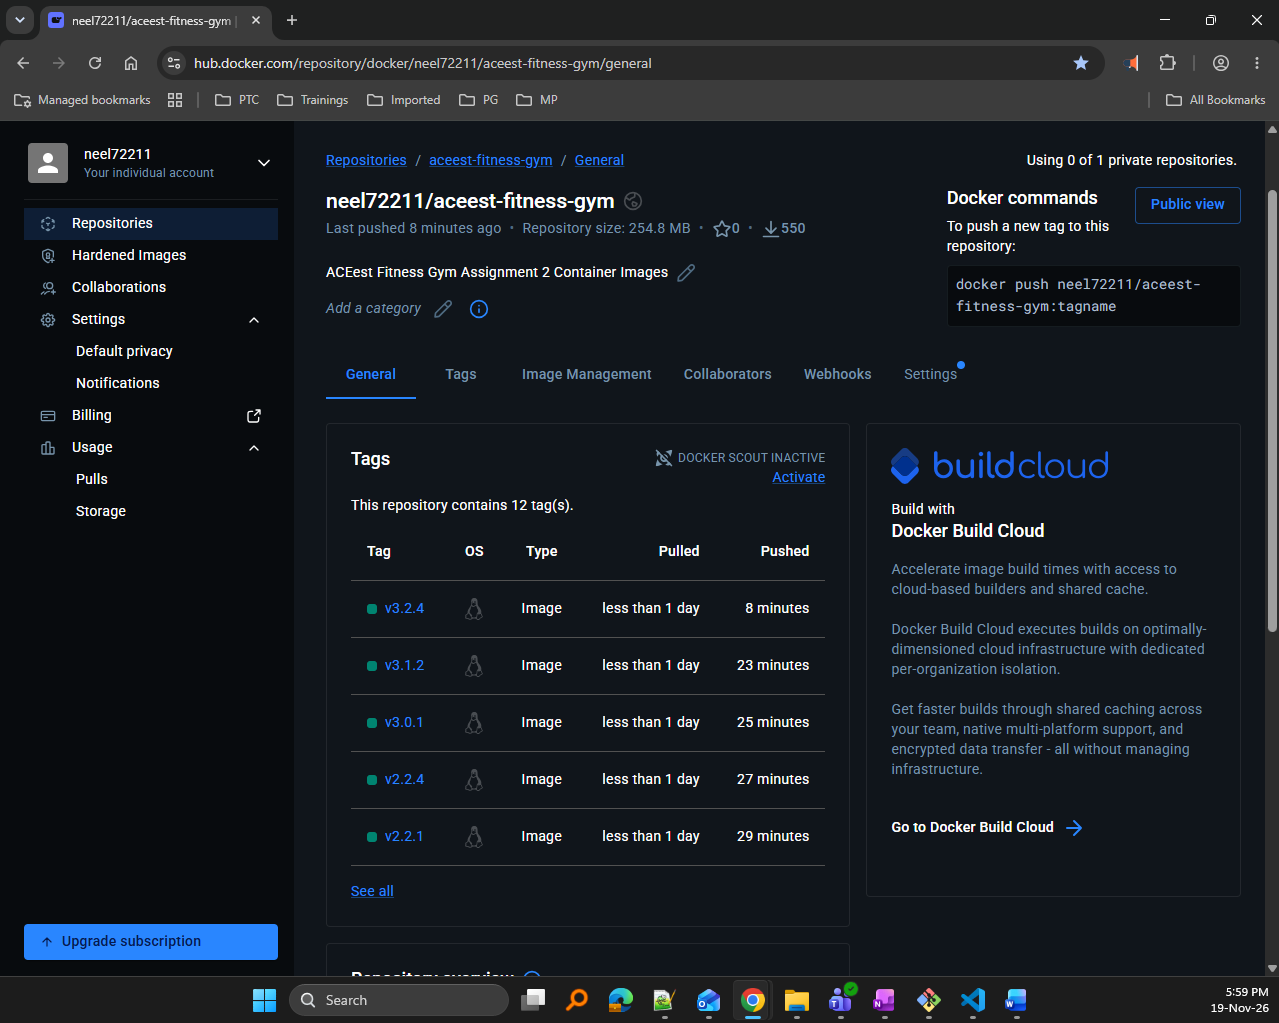 neel72211/aceest-fitness-gym
hub.docker.com/repository/docker/neel72211/aceest-fitness-gym/general
Managed bookmarks
PTC
Trainings
Imported
PG
MP
All Bookmarks
neel72211
Your individual account
Repositories
Hardened Images
Collaborations
Settings
Default privacy
Notifications
Billing
Usage
Pulls
Storage
Upgrade subscription
Repositories / aceest-fitness-gym / General
Using 0 of 1 private repositories.
neel72211/aceest-fitness-gym
Last pushed 8 minutes ago • Repository size: 254.8 MB • 0 • 550
ACEest Fitness Gym Assignment 2 Container Images
Add a category
Docker commands
Public view
To push a new tag to this
repository:
docker push neel72211/aceest-
fitness-gym:tagname
General Tags Image Management Collaborators Webhooks Settings
Tags
DOCKER SCOUT INACTIVE
Activate
This repository contains 12 tag(s).
Tag OS Type Pulled Pushed
v3.2.4 Image less than 1 day 8 minutes
v3.1.2 Image less than 1 day 23 minutes
v3.0.1 Image less than 1 day 25 minutes
v2.2.4 Image less than 1 day 27 minutes
v2.2.1 Image less than 1 day 29 minutes
See all
Repository overview
buildcloud
Build with
Docker Build Cloud
Accelerate image build times with access to
cloud-based builders and shared cache.
Docker Build Cloud executes builds on optimally-
dimensioned cloud infrastructure with dedicated
per-organization isolation.
Get faster builds through shared caching across
your team, native multi-platform support, and
encrypted data transfer - all without managing
infrastructure.
Go to Docker Build Cloud
Search
5:59 PM
19-Nov-26